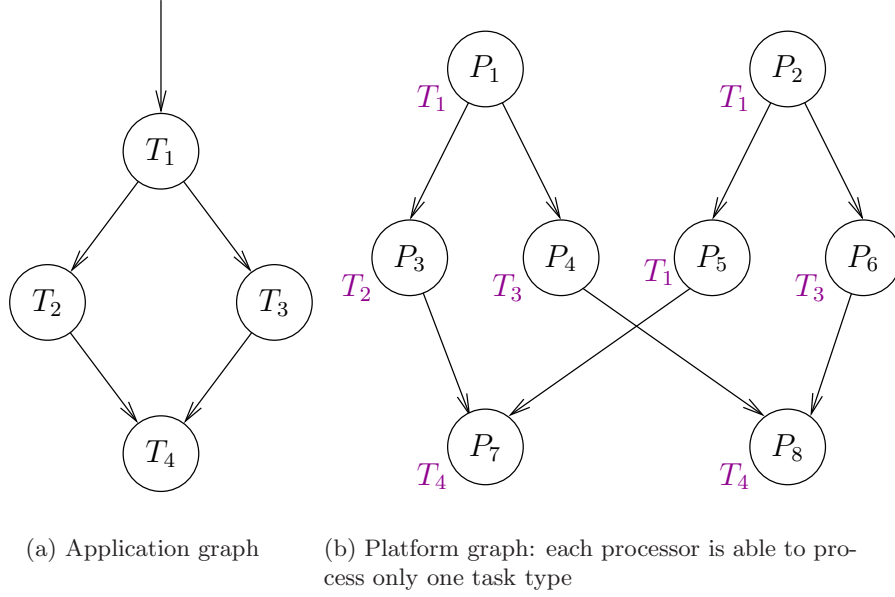 T₁
T₂
T₃
T₄
(a) Application graph
P₁
T₁
P₂
T₁
P₃
T₂
P₄
T₃
P₅
T₁
P₆
T₃
P₇
T₄
P₈
T₄
(b) Platform graph: each processor is able to pro-
cess only one task type